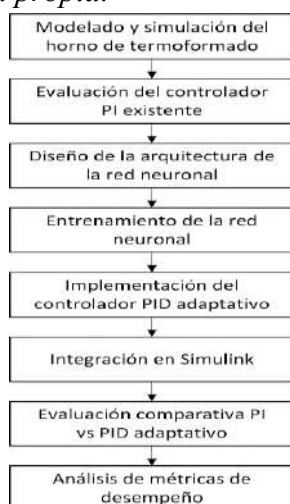 propia.
Modelado y simulación del
horno de termoformado
Evaluación del controlador
PI existente
Diseño de la arquitectura de
la red neuronal
Entrenamiento de la red
neuronal
Implementación del
controlador PID adaptativo
Integración en Simulink
Evaluación comparativa PI
vs PID adaptativo
Análisis de métricas de
desempeño